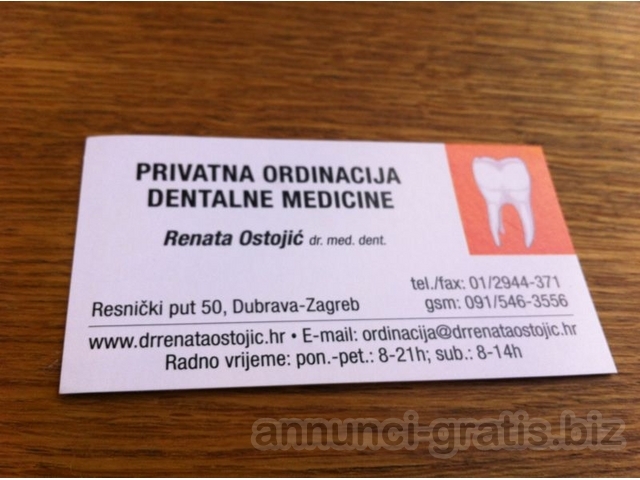 PRIVATNA ORDINACIJA
DENTALNE MEDICINE
Renata Ostojić dr. med. dent.
tel./fax: 01/2944-371
Resnički put 50, Dubrava-Zagreb
gsm: 091/546-3556
www.drrenataostojic.hr • E-mail: ordinacija@drrenataostojic.hr
Radno vrijeme: pon.-pet.: 8-21h; sub.: 8-14h
annunci-gratis.biz